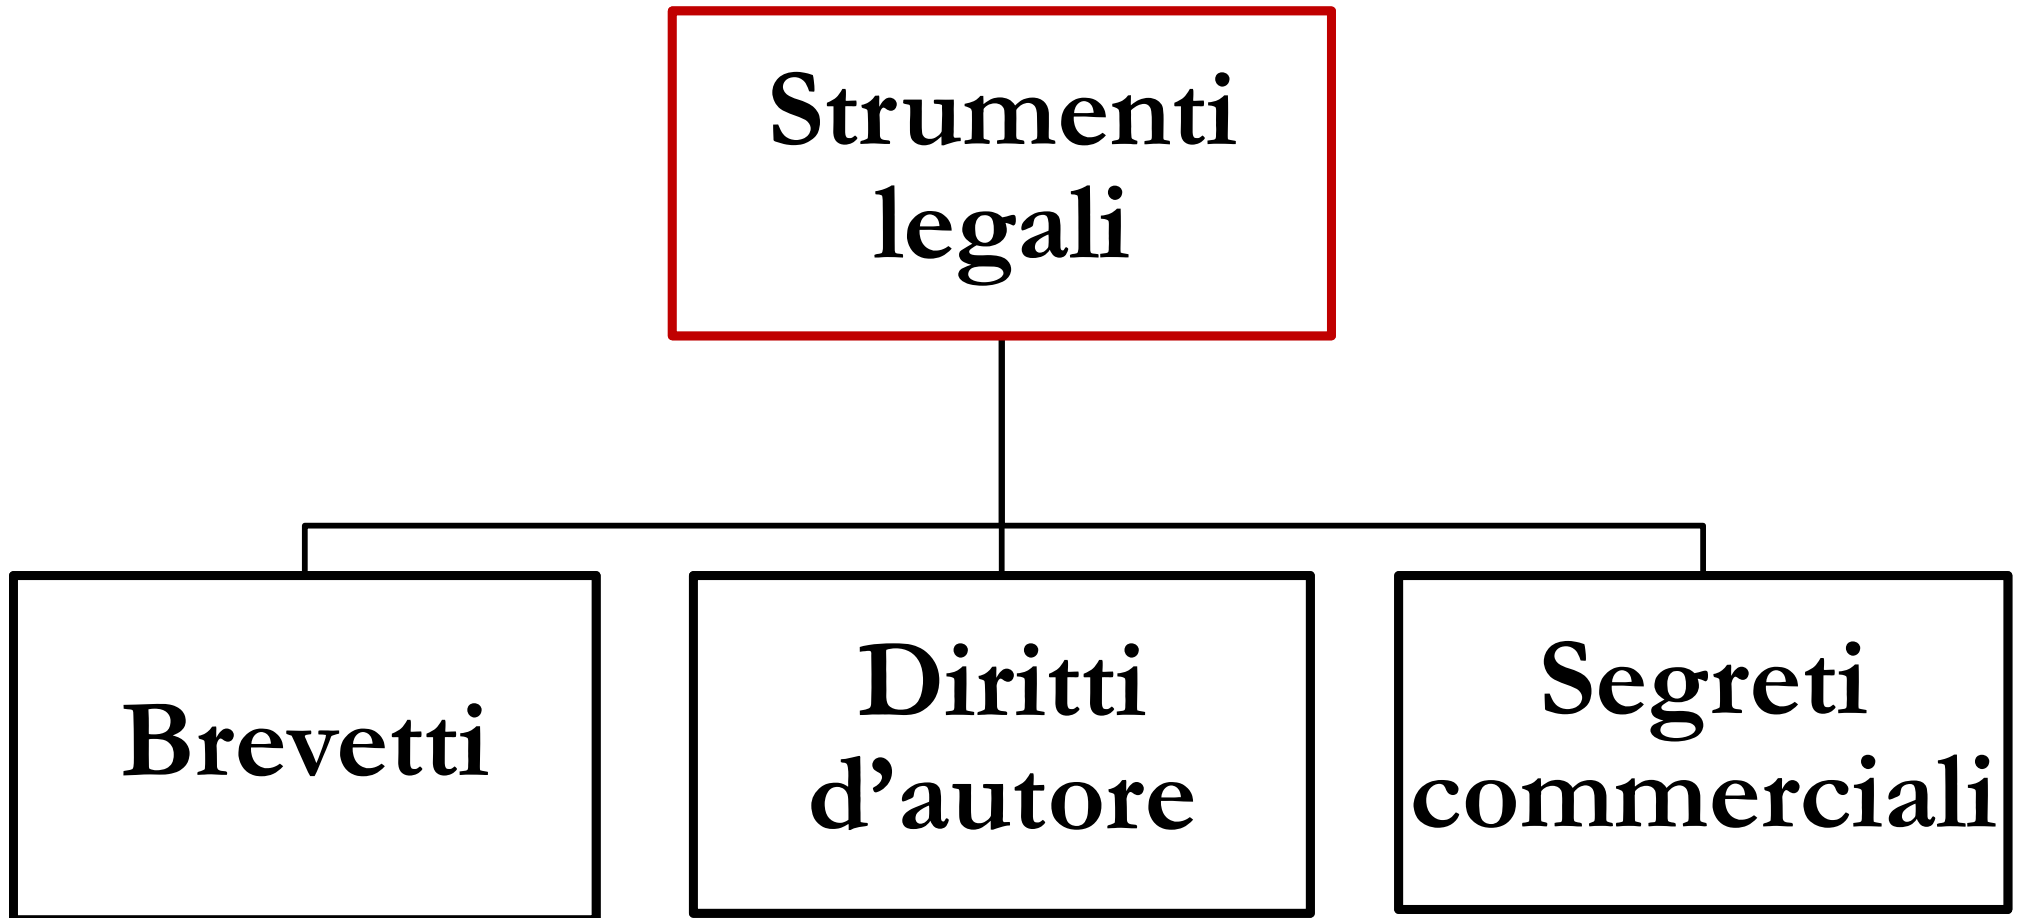 Strumenti
legali
Brevetti
Diritti
d’autore
Segreti
commerciali